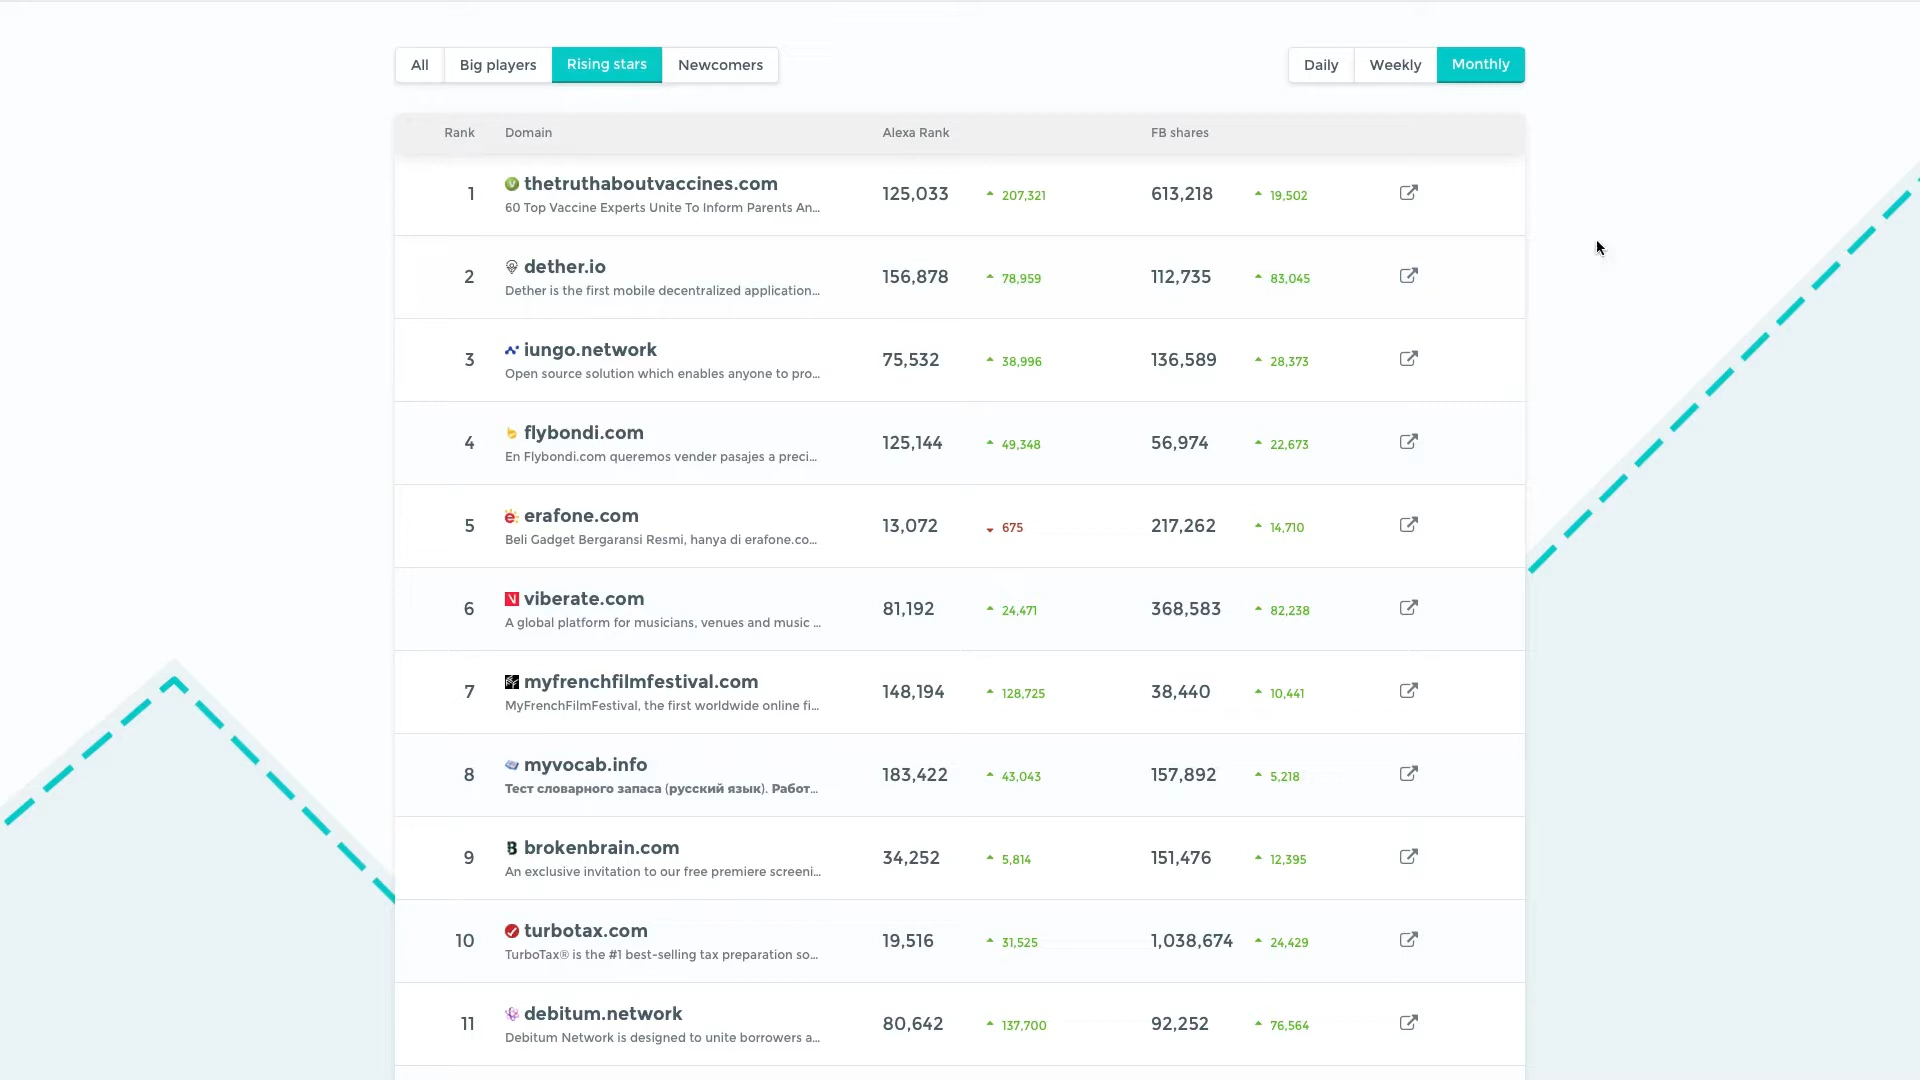 All Big players Rising stars Newcomers Daily Weekly Monthly
Rank Domain Alexa Rank FB shares
1 thetruthaboutvaccines.com 125,033 207,321 613,218 19,502
60 Top Vaccine Experts Unite To Inform Parents An...
2 dether.io 156,878 78,959 112,735 83,045
Dether is the first mobile decentralized application...
3 iungo.network 75,532 38,996 136,589 28,373
Open source solution which enables anyone to pro...
4 flybondi.com 125,144 49,348 56,974 22,673
En Flybondi.com queremos vender pasajes a preci...
5 erafone.com 13,072 675 217,262 14,710
Beli Gadget Bergaransi Resmi, hanya di erafone.co...
6 viberate.com 81,192 24,471 368,583 82,238
A global platform for musicians, venues and music ...
7 myfrenchfilmfestival.com 148,194 128,725 38,440 10,441
MyFrenchFilmFestival, the first worldwide online fi...
8 myvocab.info 183,422 43,043 157,892 5,218
Тест словарного запаса (русский язык). Работ...
9 brokenbrain.com 34,252 5,814 151,476 12,395
An exclusive invitation to our free premiere screeni...
10 turbotax.com 19,516 31,525 1,038,674 24,429
TurboTax® is the #1 best-selling tax preparation so...
11 debitum.network 80,642 137,700 92,252 76,564
Debitum Network is designed to unite borrowers a...